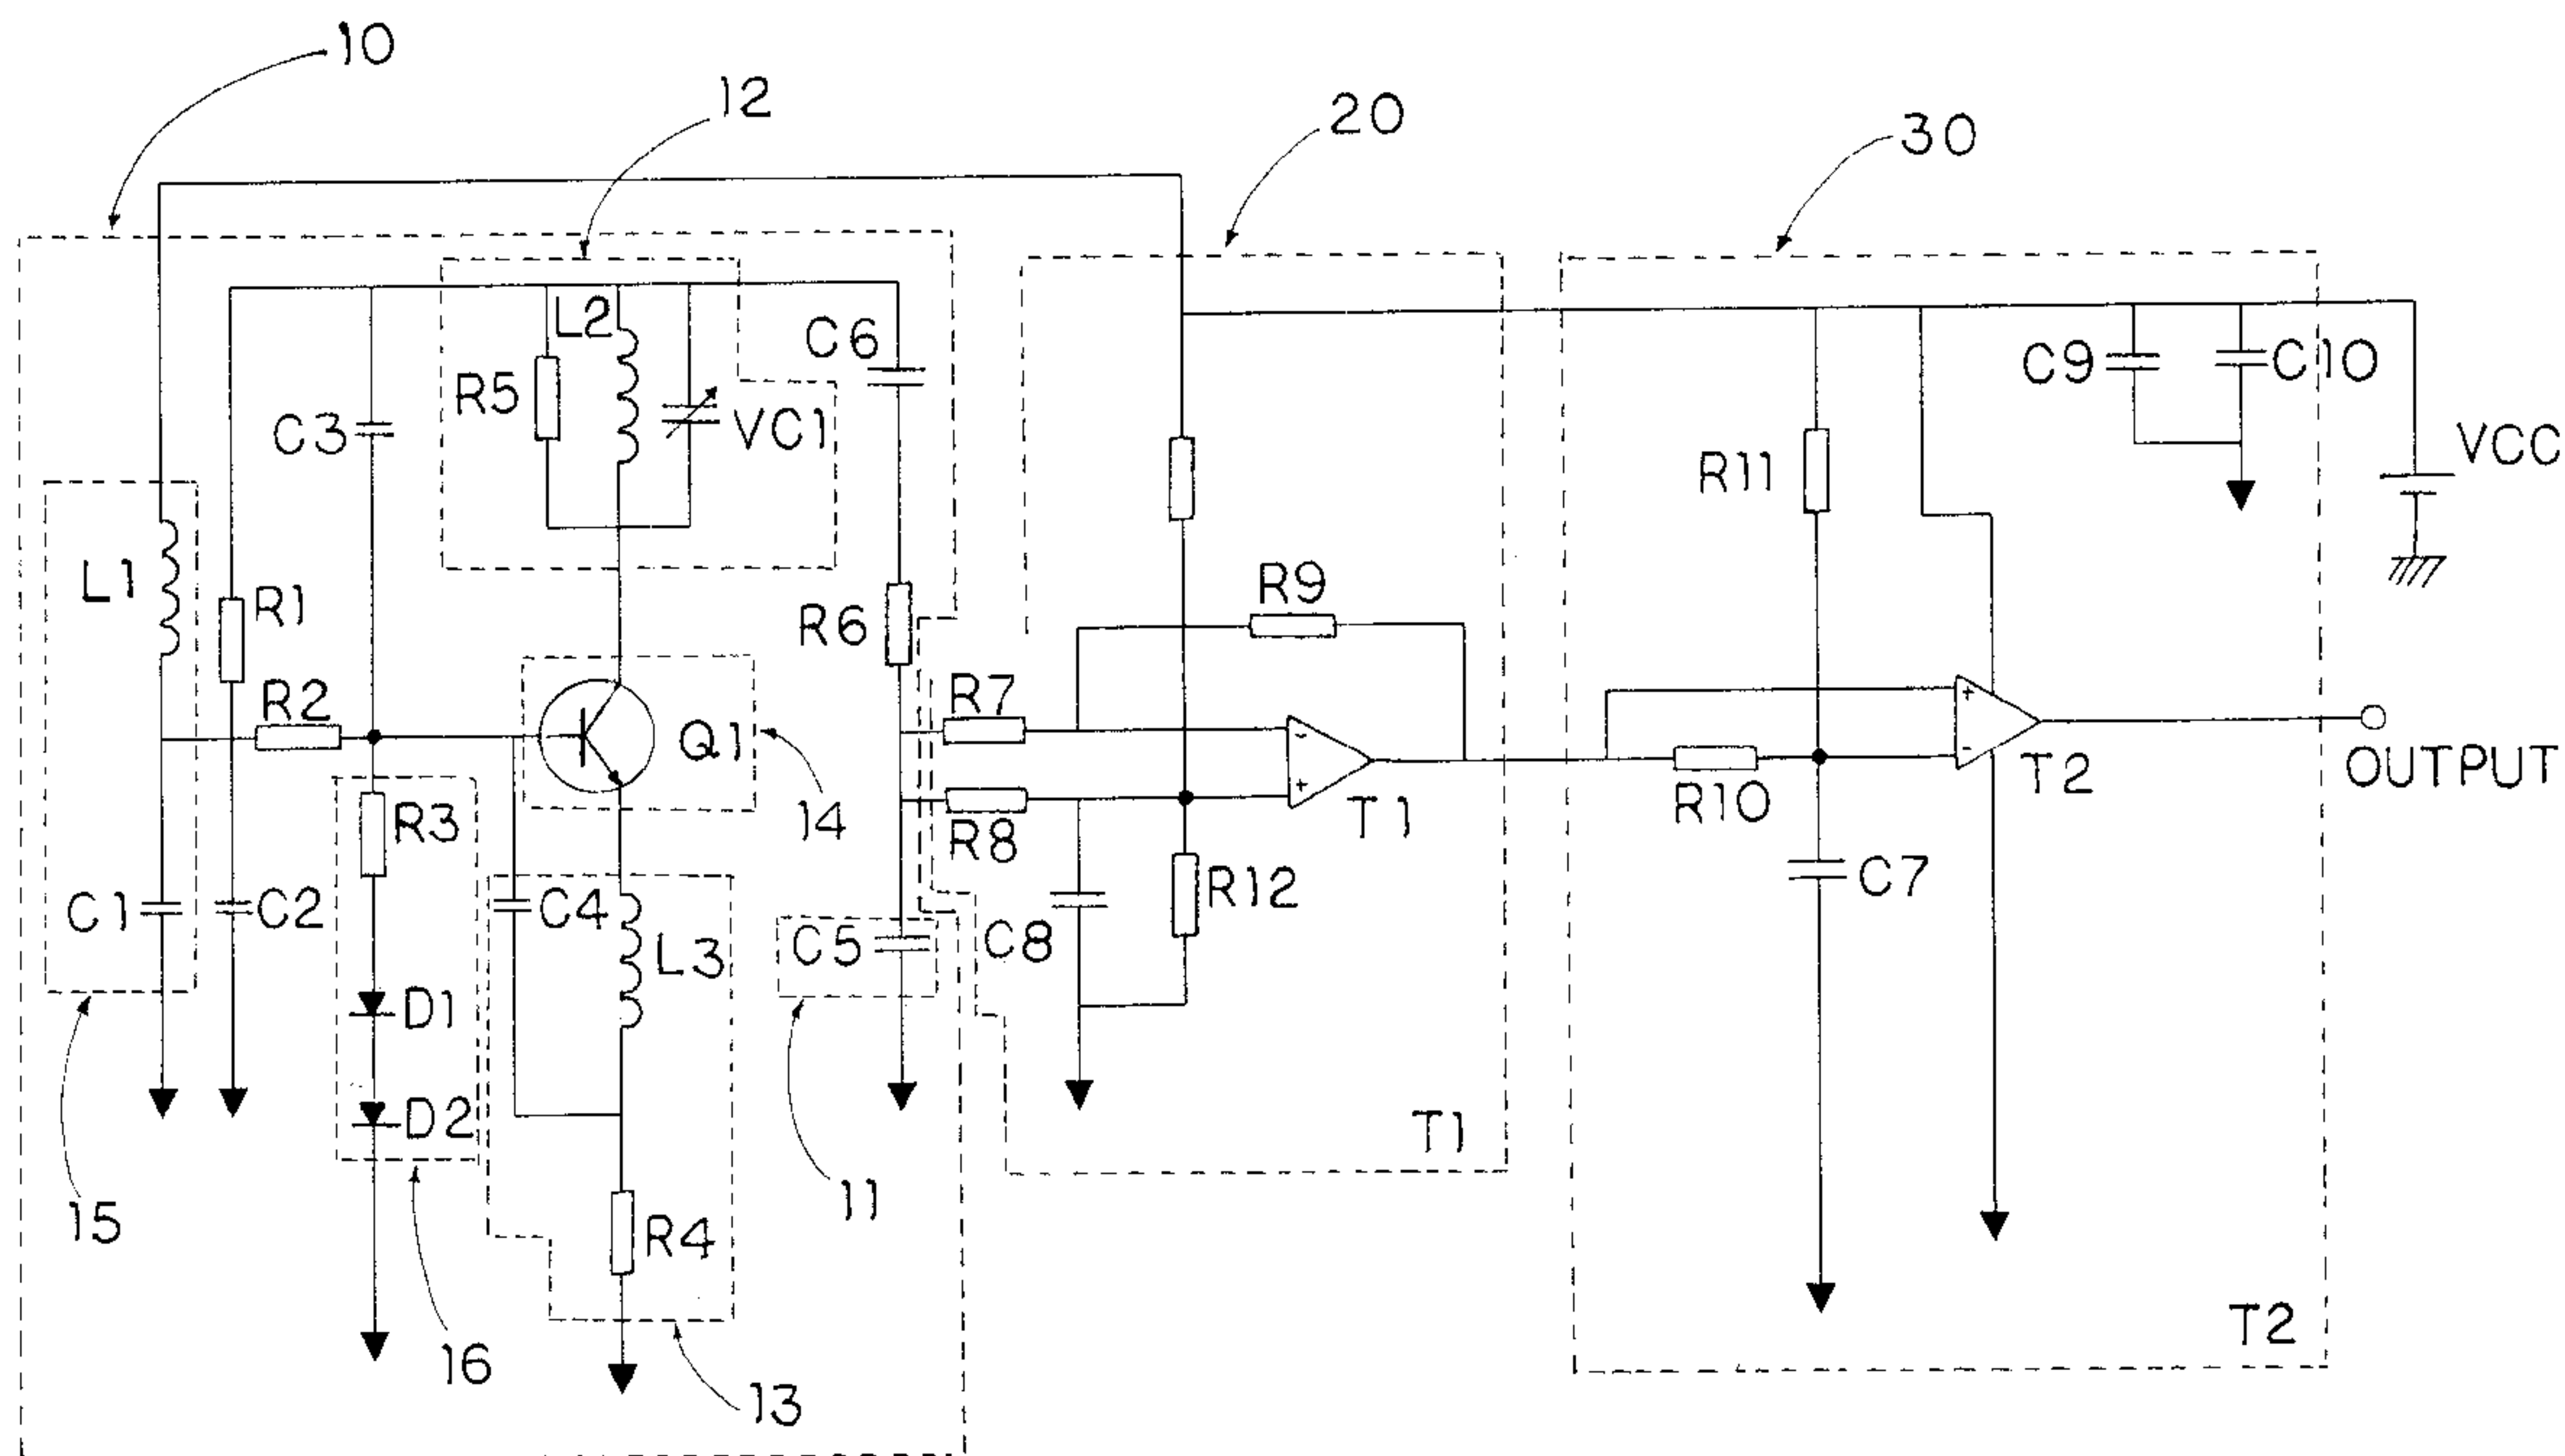 10
12
20
30
L2
C6
R5
VC1
C3
C9
C10
VCC
R11
L1
R1
R6
R9
R2
Q1
R7
+
-
T2
OUTPUT
R10
-
+
T1
R3
14
R8
C1
C2
C4
L3
C5
C8
R12
C7
D1
D2
15
16
R4
11
13
T1
T2